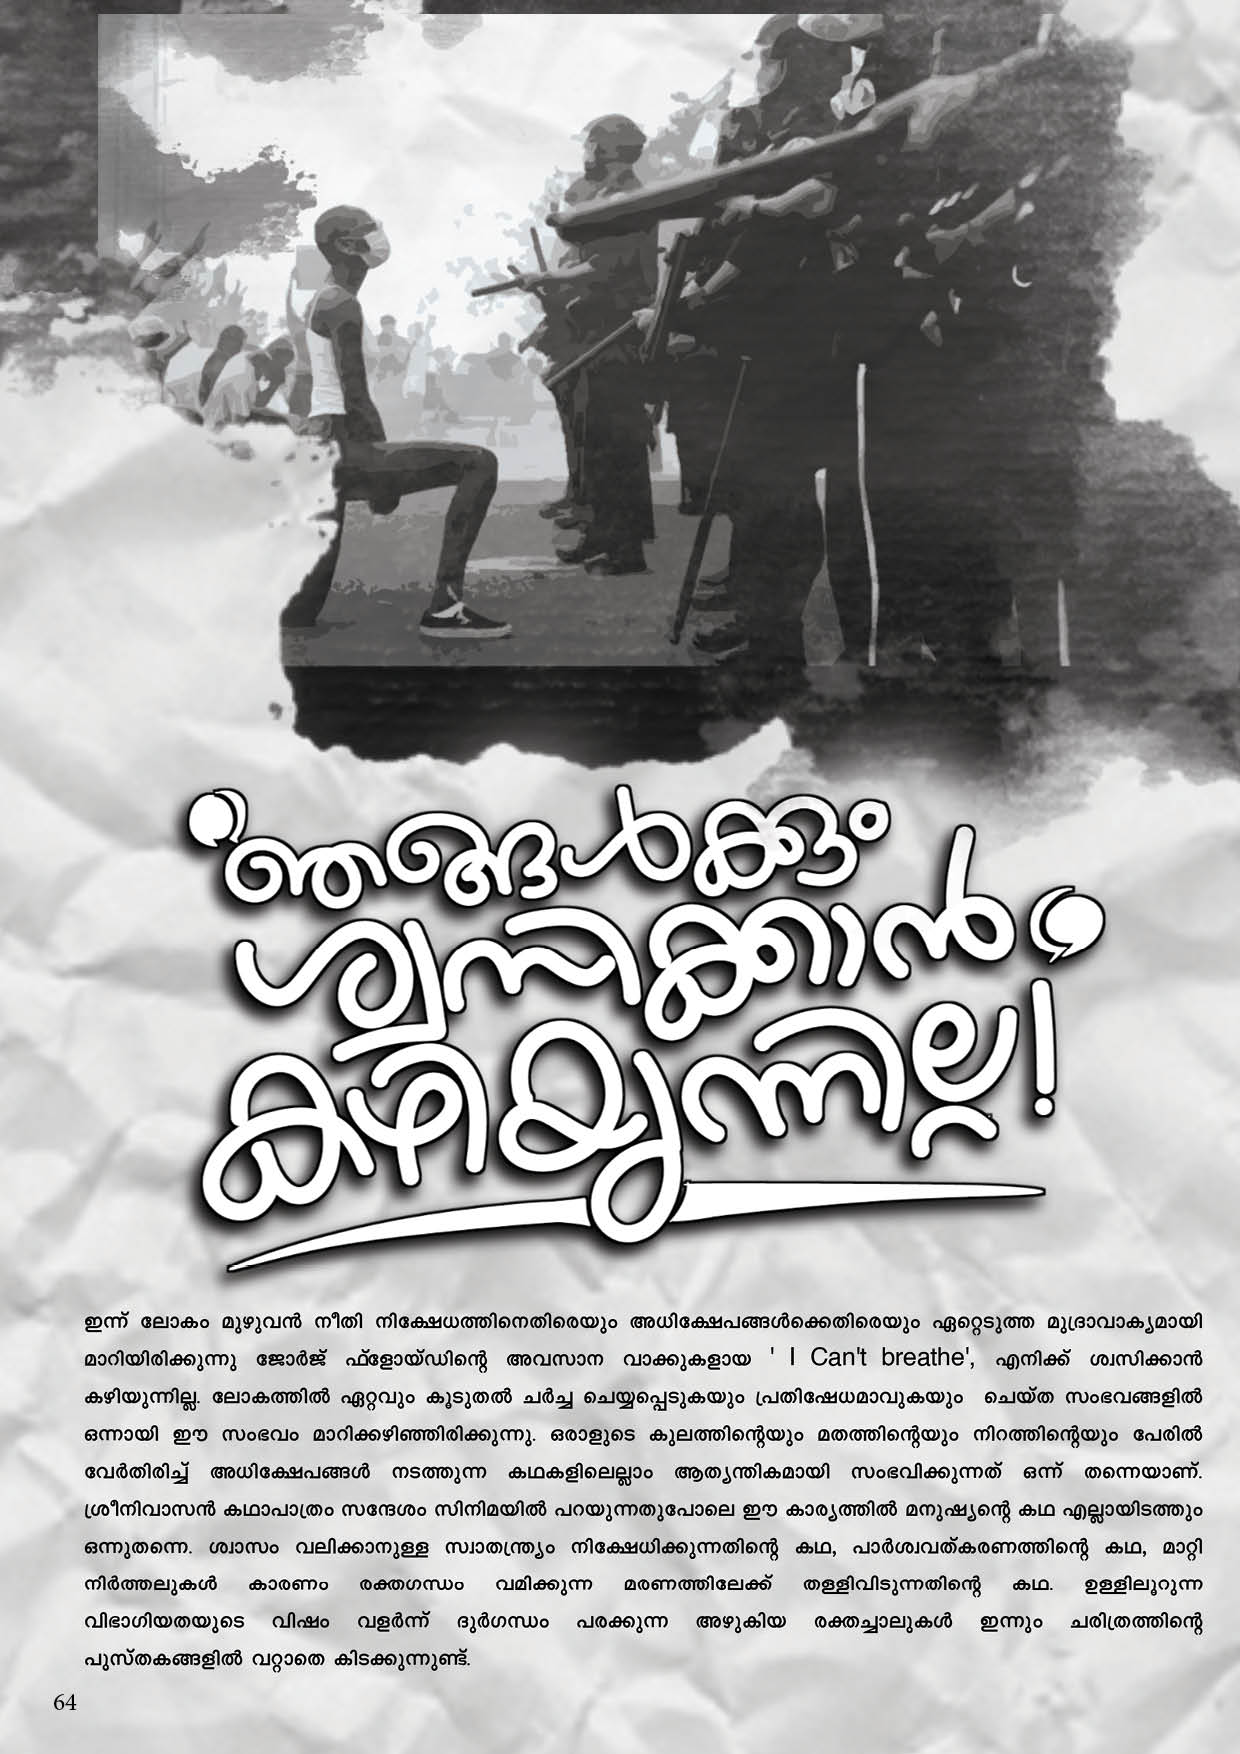 ‘ഞങ്ങൾക്കും
ശ്വസിക്കാൻ’
കഴിയുന്നില്ല!
ഇന്ന് ലോകം മുഴുവൻ നീതി നിക്ഷേധത്തിനെതിരെയും അധിക്ഷേപങ്ങൾക്കെതിരെയും ഏറ്റെടുത്ത മുദ്രാവാക്യമായി
മാറിയിരിക്കുന്നു ജോർജ് ഫ്ളോയ്ഡിന്റെ അവസാന വാക്കുകളായ ' I Can't breathe', എനിക്ക് ശ്വസിക്കാൻ
കഴിയുന്നില്ല. ലോകത്തിൽ ഏറ്റവും കൂടുതൽ ചർച്ച ചെയ്യപ്പെടുകയും പ്രതിഷേധമാവുകയും ചെയ്ത സംഭവങ്ങളിൽ
ഒന്നായി ഈ സംഭവം മാറിക്കഴിഞ്ഞിരിക്കുന്നു. ഒരാളുടെ കുലത്തിന്റെയും മതത്തിന്റെയും നിറത്തിന്റെയും പേരിൽ
വേർതിരിച്ച് അധിക്ഷേപങ്ങൾ നടത്തുന്ന കഥകളിലെല്ലാം ആത്യന്തികമായി സംഭവിക്കുന്നത് ഒന്ന് തന്നെയാണ്.
ശ്രീനിവാസൻ കഥാപാത്രം സന്ദേശം സിനിമയിൽ പറയുന്നതുപോലെ ഈ കാര്യത്തിൽ മനുഷ്യന്റെ കഥ എല്ലായിടത്തും
ഒന്നുതന്നെ. ശ്വാസം വലിക്കാനുള്ള സ്വാതന്ത്ര്യം നിക്ഷേധിക്കുന്നതിന്റെ കഥ, പാർശ്വവത്കരണത്തിന്റെ കഥ, മാറ്റി
നിർത്തലുകൾ കാരണം രക്തഗന്ധം വമിക്കുന്ന മരണത്തിലേക്ക് തള്ളിവിടുന്നതിന്റെ കഥ. ഉള്ളിലൂറുന്ന
വിഭാഗിയതയുടെ വിഷം വളർന്ന് ദുർഗന്ധം പരക്കുന്ന അഴുകിയ രക്തച്ചാലുകൾ ഇന്നും ചരിത്രത്തിന്റെ
പുസ്തകങ്ങളിൽ വറ്റാതെ കിടക്കുന്നുണ്ട്.
64